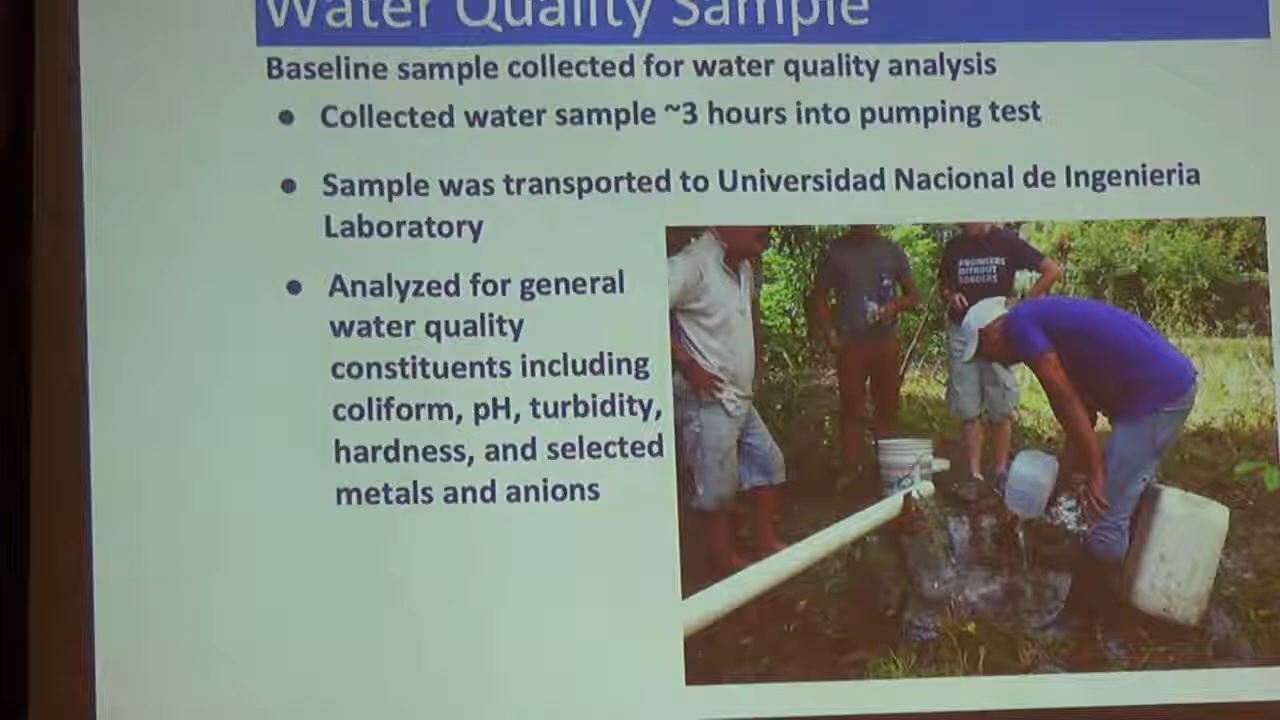 Water Quality Sample
Baseline sample collected for water quality analysis
• Collected water sample ~3 hours into pumping test
• Sample was transported to Universidad Nacional de Ingenieria
Laboratory
• Analyzed for general
water quality
constituents including
coliform, pH, turbidity,
hardness, and selected
metals and anions
ENGINEERS
WITHOUT
BORDERS